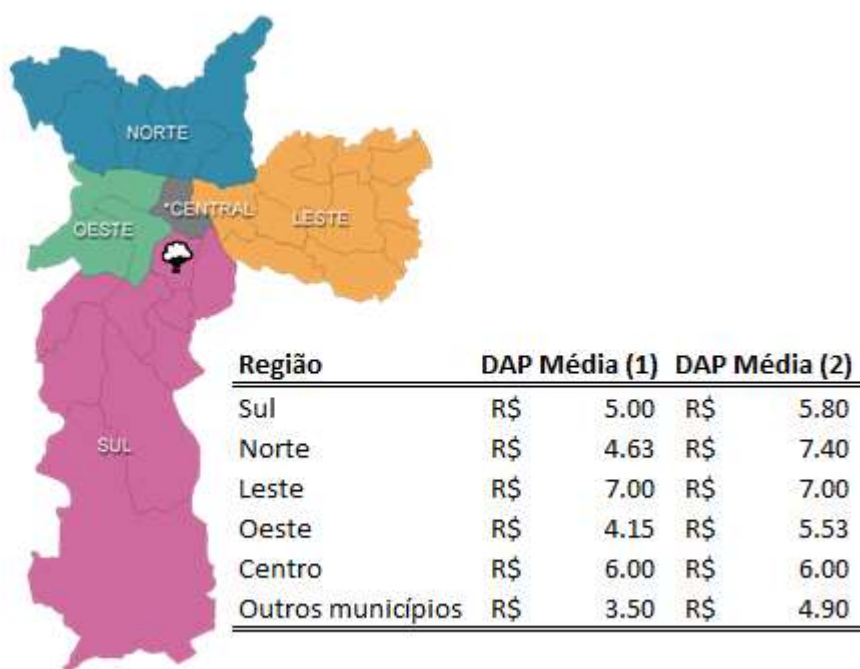 NORTE
*CENTRAL
LESTE
OESTE
SUL
Região DAP Média (1) DAP Média (2)
Sul R$ 5.00 R$ 5.80
Norte R$ 4.63 R$ 7.40
Leste R$ 7.00 R$ 7.00
Oeste R$ 4.15 R$ 5.53
Centro R$ 6.00 R$ 6.00
Outros municípios R$ 3.50 R$ 4.90